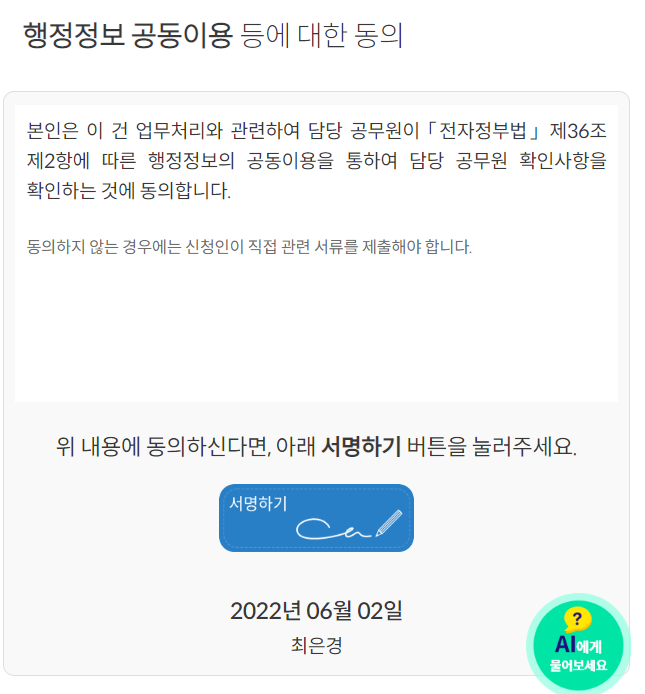 행정정보 공동이용 등에 대한 동의
본인은 이 건 업무처리와 관련하여 담당 공무원이「전자정부법」제36조
제2항에 따른 행정정보의 공동이용을 통하여 담당 공무원 확인사항을
확인하는 것에 동의합니다.
동의하지 않는 경우에는 신청인이 직접 관련 서류를 제출해야 합니다.
위 내용에 동의하신다면, 아래 서명하기 버튼을 눌러주세요.
서명하기
2022년 06월 02일
최은경
?
AI에게
물어보세요